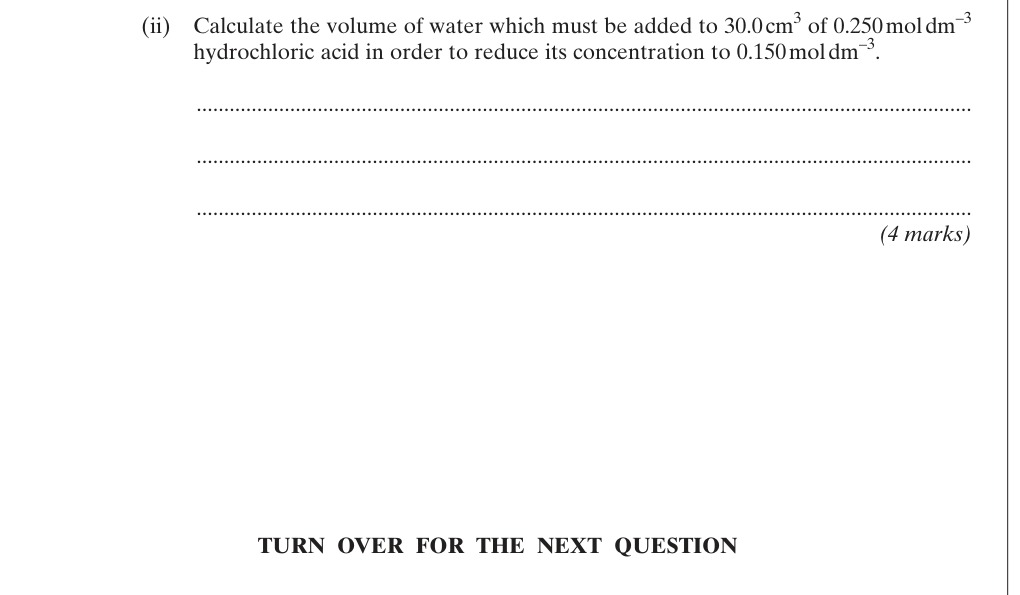 (ii) Calculate the volume of water which must be added to 30.0 cm³ of 0.250 mol dm⁻³
hydrochloric acid in order to reduce its concentration to 0.150 mol dm⁻³.
..........................................................................................
..........................................................................................
..........................................................................................
(4 marks)
TURN OVER FOR THE NEXT QUESTION